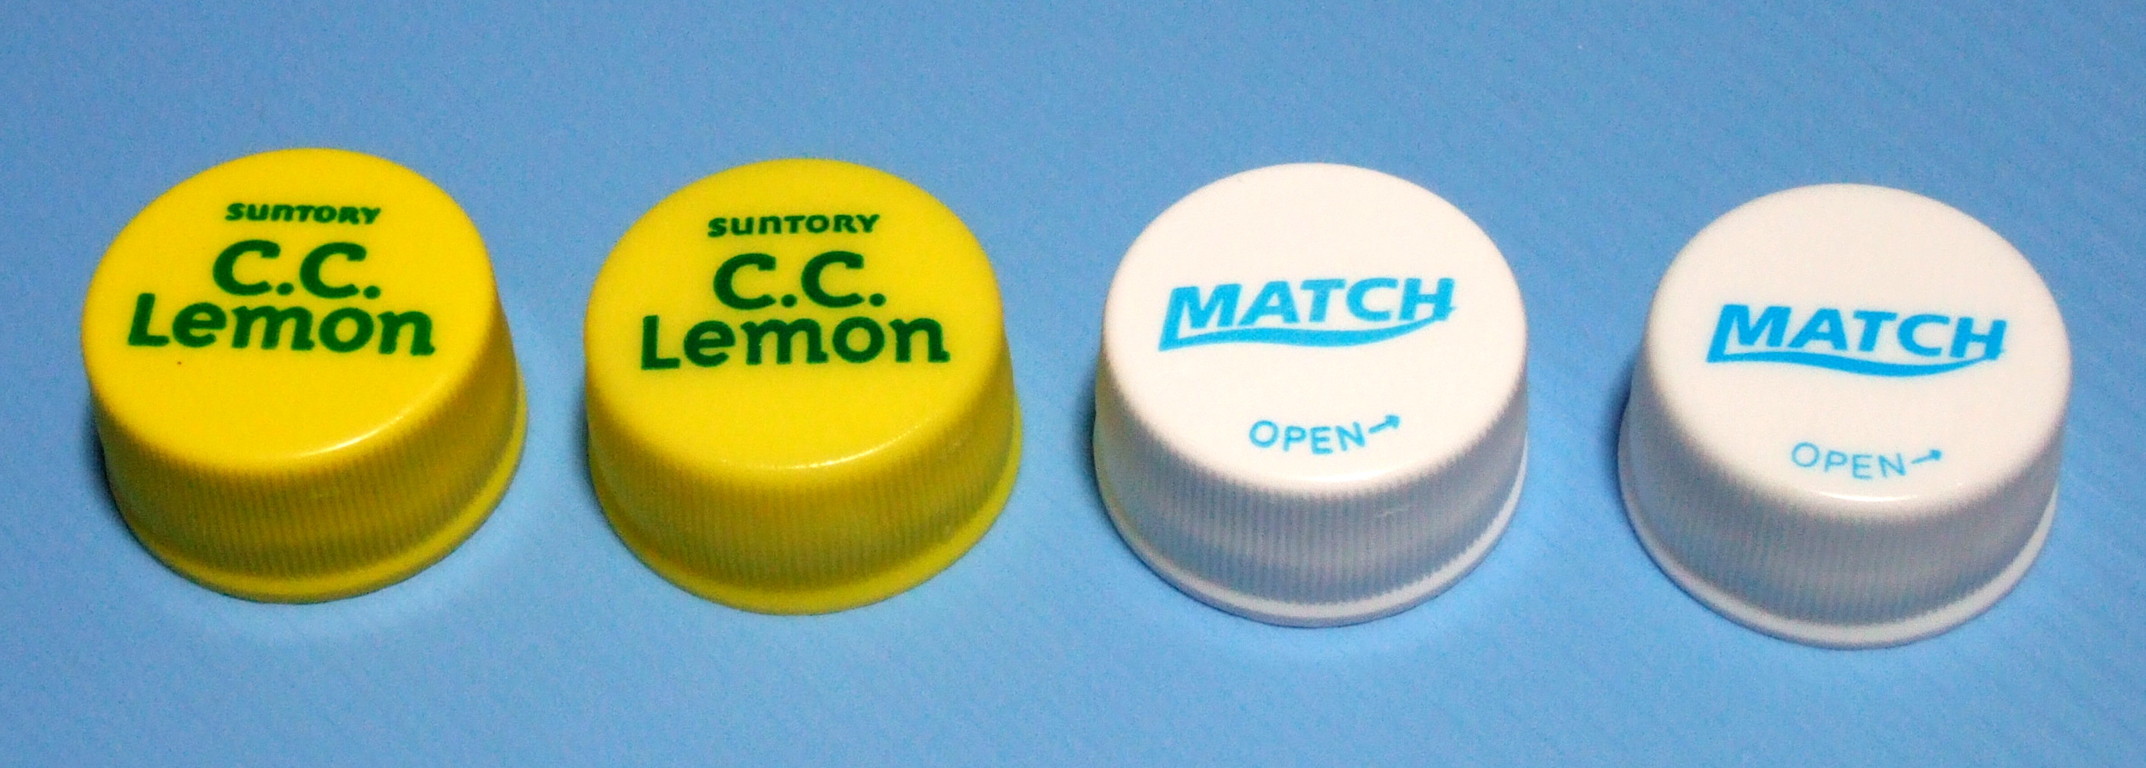 SUNTORY
C.C.
Lemon
SUNTORY
C.C.
Lemon
MATCH
OPEN→
MATCH
OPEN→